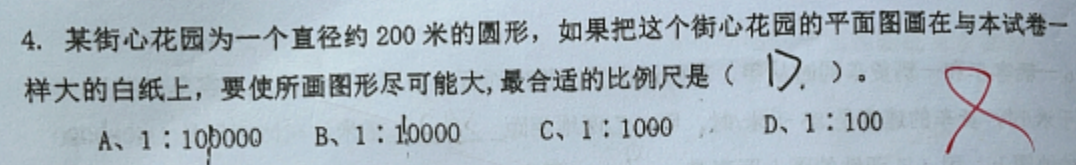 4. 某街心花园为一个直径约 200 米的圆形，如果把这个街心花园的平面图画在与本试卷一
样大的白纸上，要使所画图形尽可能大，最合适的比例尺是（ D. ）。
A、1∶100000 B、1∶10000 C、1∶1000 D、1∶100